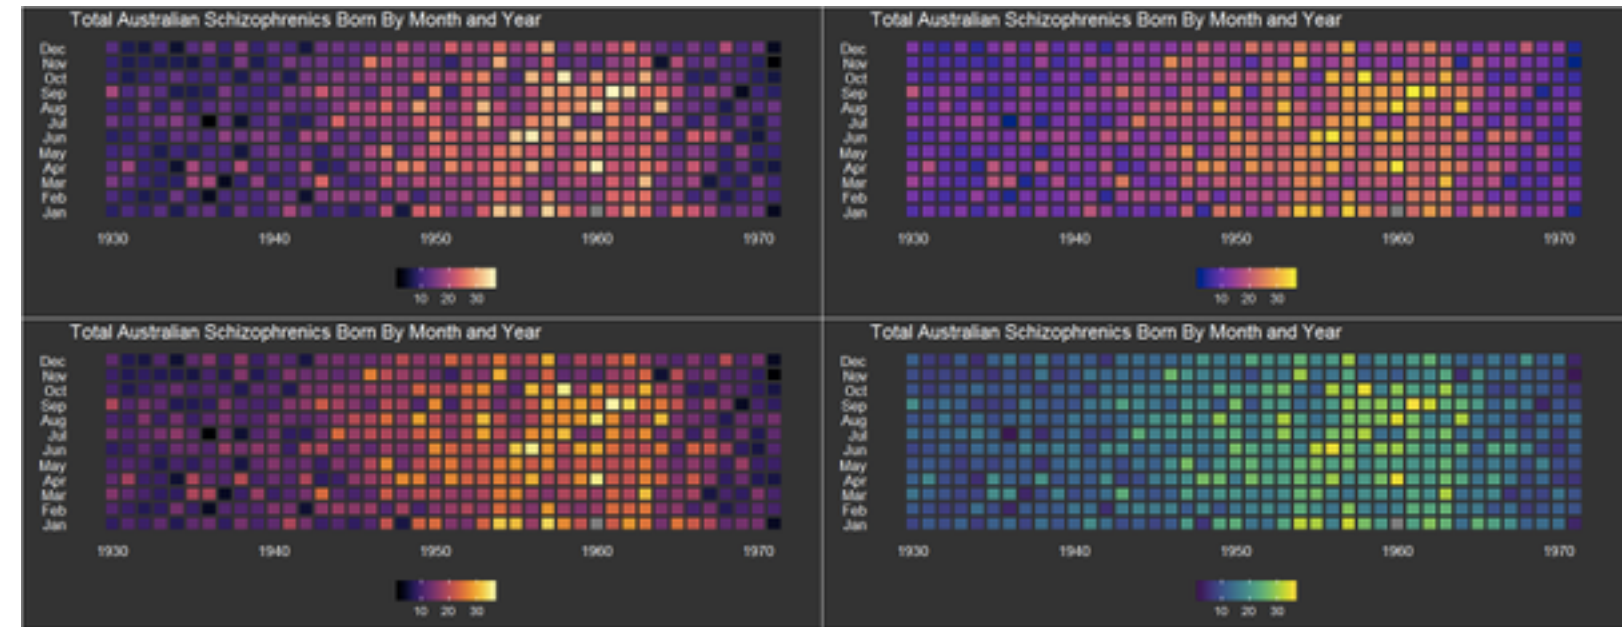 Total Australian Schizophrenics Born By Month and Year
Dec
Nov
Oct
Sep
Aug
Jul
Jun
May
Apr
Mar
Feb
Jan
1930 1940 1950 1960 1970
10 20 30
Total Australian Schizophrenics Born By Month and Year
Dec
Nov
Oct
Sep
Aug
Jul
Jun
May
Apr
Mar
Feb
Jan
1930 1940 1950 1960 1970
10 20 30
Total Australian Schizophrenics Born By Month and Year
Dec
Nov
Oct
Sep
Aug
Jul
Jun
May
Apr
Mar
Feb
Jan
1930 1940 1950 1960 1970
10 20 30
Total Australian Schizophrenics Born By Month and Year
Dec
Nov
Oct
Sep
Aug
Jul
Jun
May
Apr
Mar
Feb
Jan
1930 1940 1950 1960 1970
10 20 30